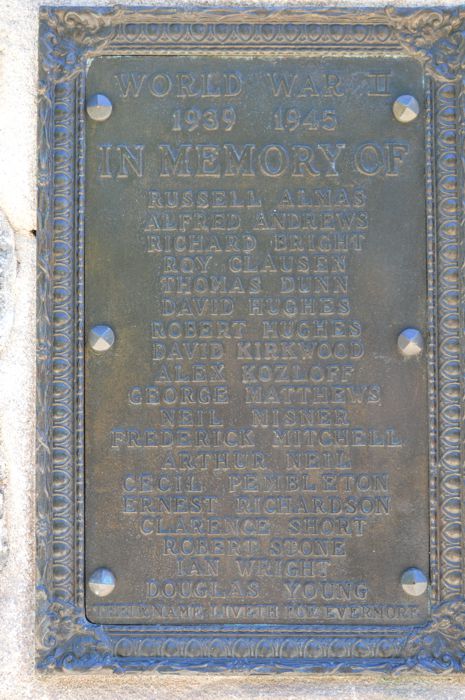 WORLD WAR II
1939 1945
IN MEMORY OF
RUSSELL ALMAS
ALFRED ANDREWS
RICHARD BRIGHT
ROY CLAUSEN
THOMAS DUNN
DAVID HUGHES
ROBERT HUGHES
DAVID KIRKWOOD
ALEX KOZLOFF
GEORGE MATTHEWS
NEIL MISNER
FREDERICK MITCHELL
ARTHUR NEIL
CECIL PEMBLETON
ERNEST RICHARDSON
CLARENCE SHORT
ROBERT STONE
IAN WRIGHT
DOUGLAS YOUNG
THEIR NAME LIVETH FOR EVERMORE